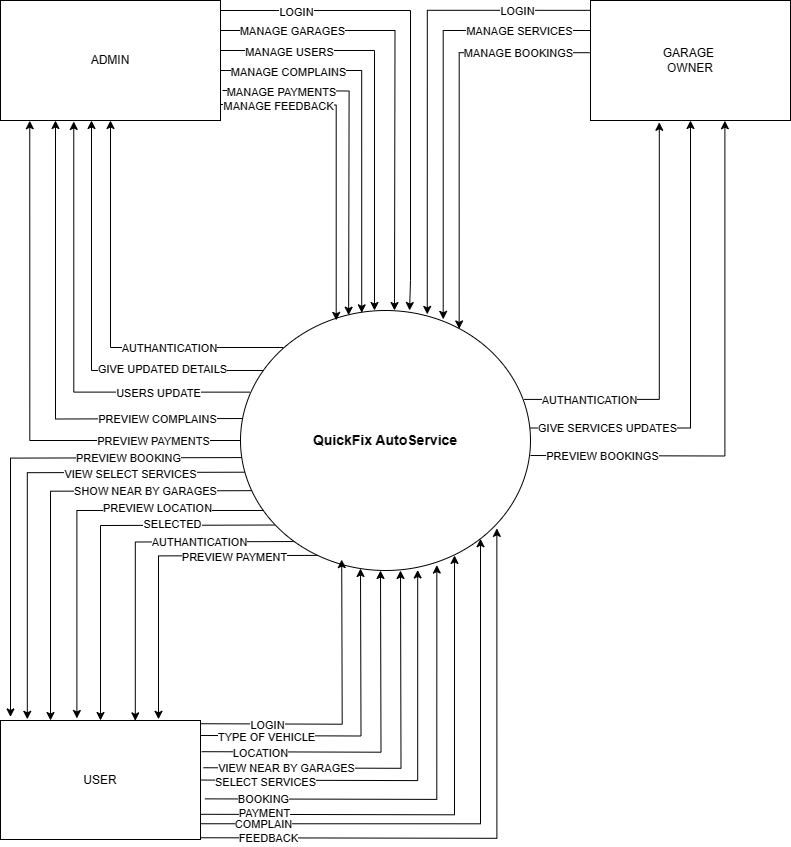 ADMIN
LOGIN
MANAGE GARAGES
MANAGE USERS
MANAGE COMPLAINS
MANAGE PAYMENTS
MANAGE FEEDBACK
LOGIN
MANAGE SERVICES
MANAGE BOOKINGS
GARAGE
OWNER
AUTHANTICATION
GIVE UPDATED DETAILS
USERS UPDATE
PREVIEW COMPLAINS
PREVIEW PAYMENTS
PREVIEW BOOKING
VIEW SELECT SERVICES
SHOW NEAR BY GARAGES
PREVIEW LOCATION
SELECTED
AUTHANTICATION
PREVIEW PAYMENT
QuickFix AutoService
AUTHANTICATION
GIVE SERVICES UPDATES
PREVIEW BOOKINGS
USER
LOGIN
TYPE OF VEHICLE
LOCATION
VIEW NEAR BY GARAGES
SELECT SERVICES
BOOKING
PAYMENT
COMPLAIN
FEEDBACK